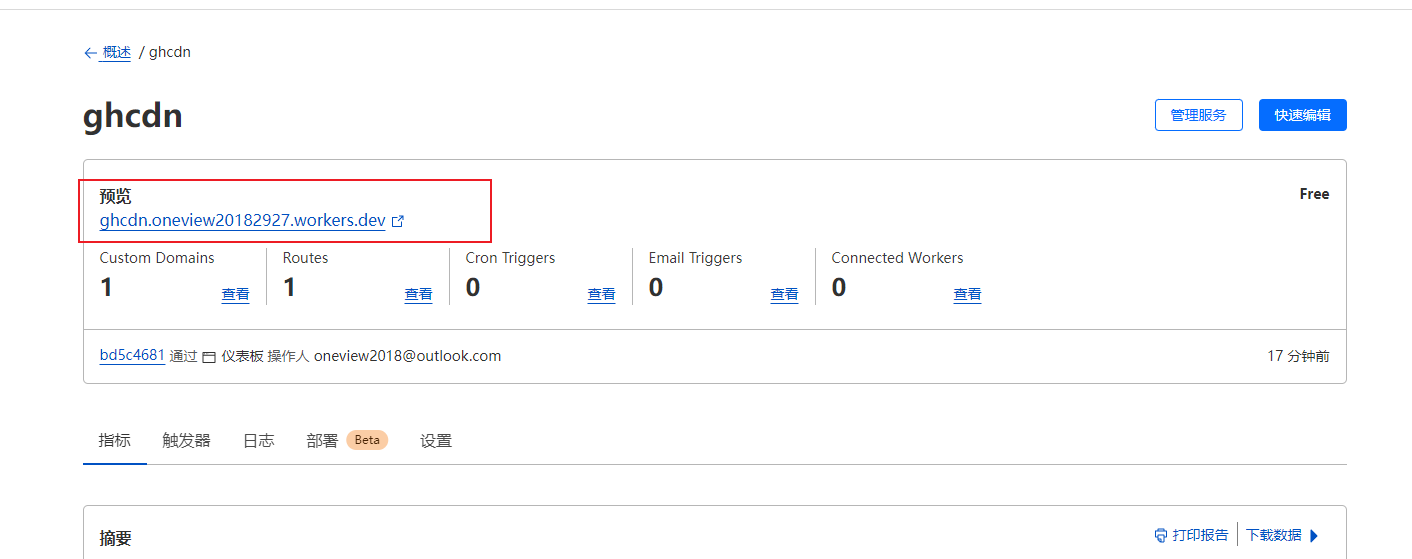 概述 / ghcdn
ghcdn
管理服务 快速编辑
预览
Free
ghcdn.oneview20182927.workers.dev
Custom Domains Routes Cron Triggers Email Triggers Connected Workers
1 查看 1 查看 0 查看 0 查看 0 查看
bd5c4681 通过 仪表板 操作人 oneview2018@outlook.com 17 分钟前
指标 触发器 日志 部署 Beta 设置
摘要 打印报告 下载数据